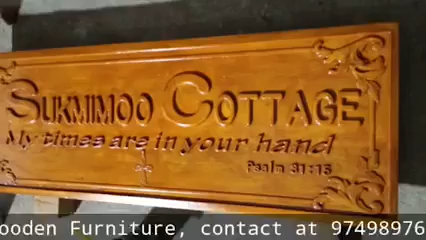 SUKMIMOO COTTAGE
My times are in your hand
Psalm 31:15
ooden Furniture, contact at 97498976